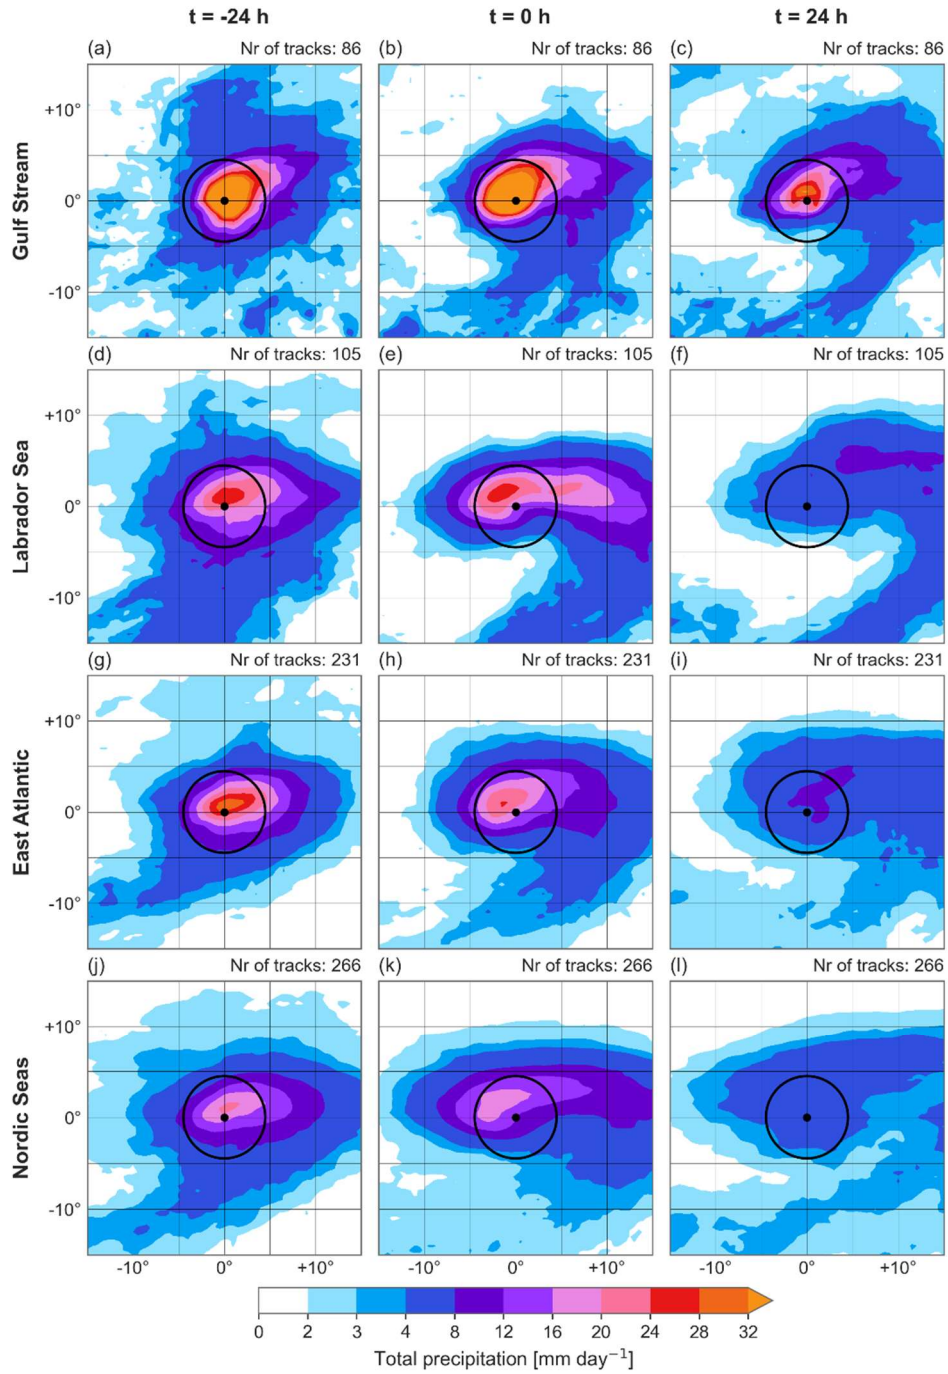 t = -24 h t = 0 h t = 24 h
(a) Nr of tracks: 86 (b) Nr of tracks: 86 (c) Nr of tracks: 86
Gulf Stream
+10°
0°
-10°
(d) Nr of tracks: 105 (e) Nr of tracks: 105 (f) Nr of tracks: 105
Labrador Sea
+10°
0°
-10°
(g) Nr of tracks: 231 (h) Nr of tracks: 231 (i) Nr of tracks: 231
East Atlantic
+10°
0°
-10°
(j) Nr of tracks: 266 (k) Nr of tracks: 266 (l) Nr of tracks: 266
Nordic Seas
+10°
0°
-10°
-10° 0° +10° -10° 0° +10° -10° 0° +10°
0 2 3 4 8 12 16 20 24 28 32
Total precipitation [mm day⁻¹]